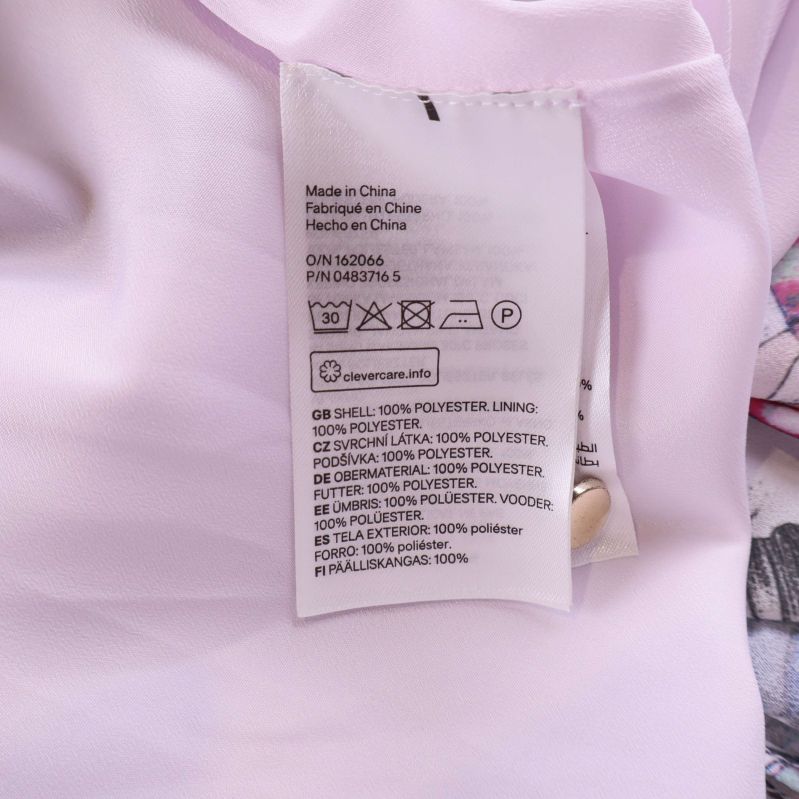 Made in China
Fabriqué en Chine
Hecho en China
O/N 162066
P/N 0483716 5
30
P
clevercare.info
GB SHELL: 100% POLYESTER. LINING:
100% POLYESTER.
CZ SVRCHNÍ LÁTKA: 100% POLYESTER.
PODŠÍVKA: 100% POLYESTER.
DE OBERMATERIAL: 100% POLYESTER.
FUTTER: 100% POLYESTER.
EE ÜMBRIS: 100% POLÜESTER. VOODER:
100% POLÜESTER.
ES TELA EXTERIOR: 100% poliéster
FORRO: 100% poliéster.
FI PÄÄLLISKANGAS: 100%
%
%